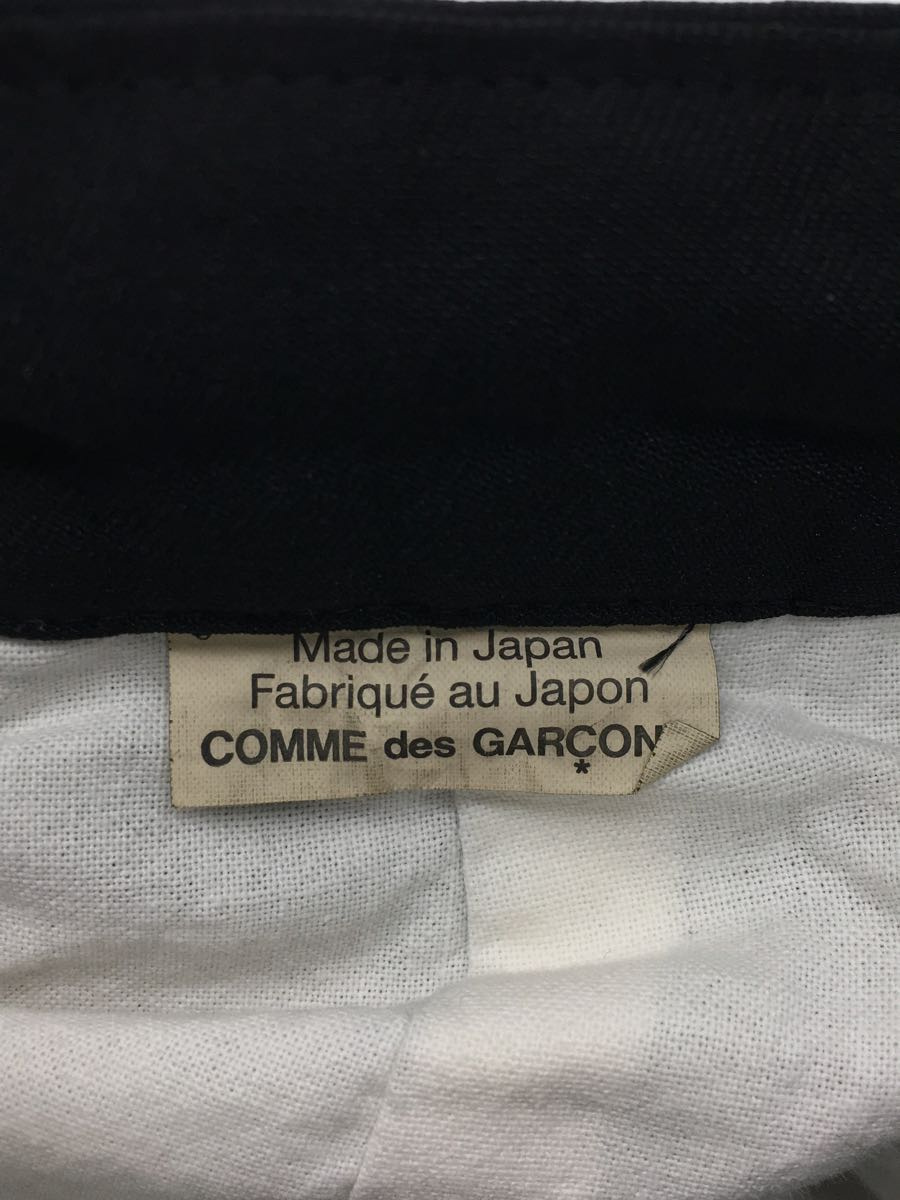 Made in Japan
Fabriqué au Japon
COMME des GARÇON
*